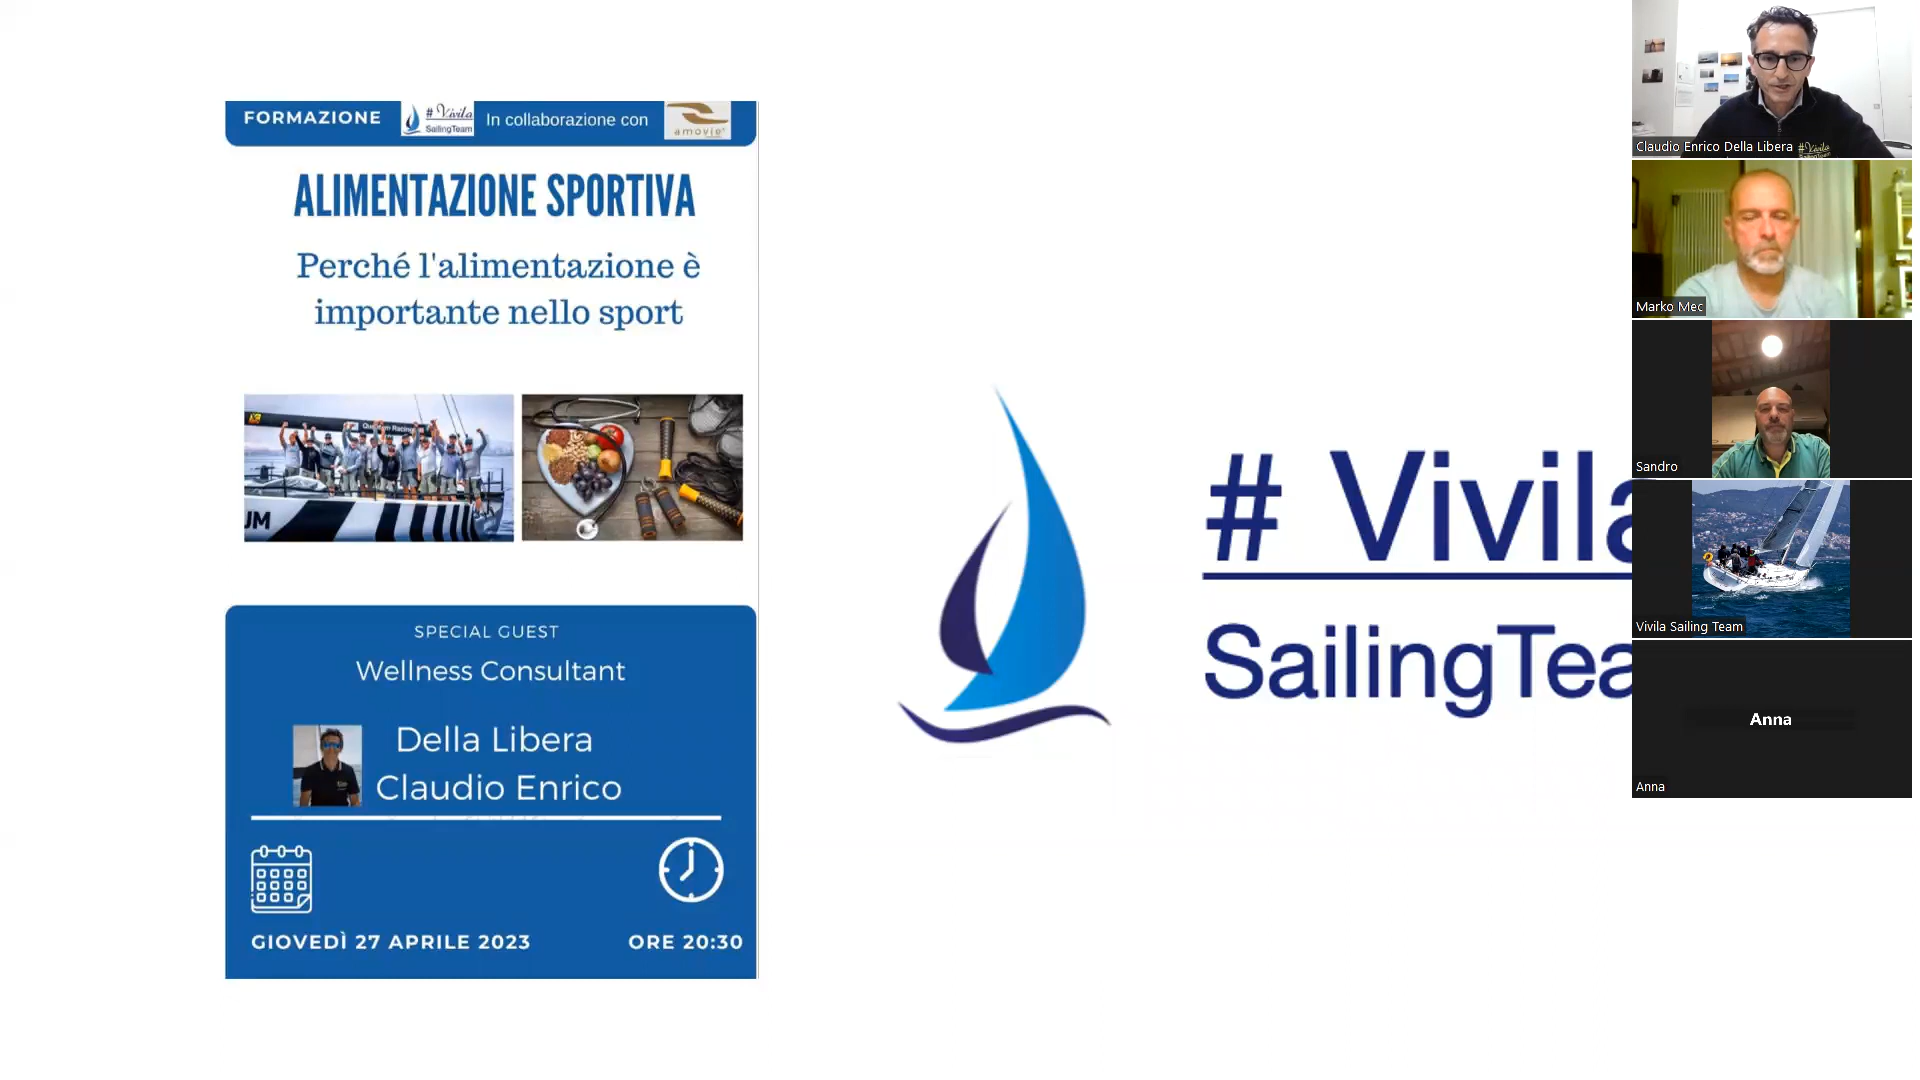 FORMAZIONE
# Vivila
SailingTeam
In collaborazione con
amovie
ALIMENTAZIONE SPORTIVA
Perché l'alimentazione è
importante nello sport
SPECIAL GUEST
Wellness Consultant
Della Libera
Claudio Enrico
GIOVEDÌ 27 APRILE 2023
ORE 20:30
# Vivila
SailingTea
Claudio Enrico Della Libera
# Vivila
Marko Mec
Sandro
Vivila Sailing Team
Anna
Anna